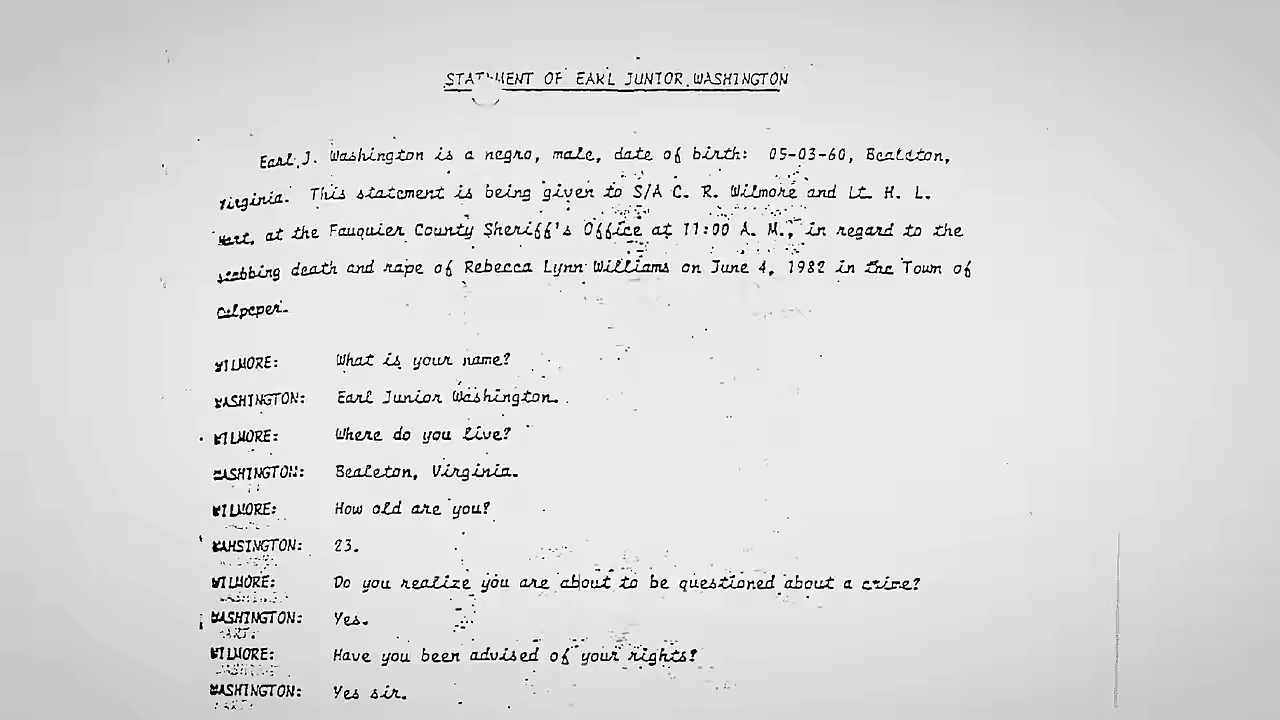 STATEMENT OF EARL JUNIOR WASHINGTON
Earl J. Washington is a negro, male, date of birth: 05-03-60, Bealeton,
Virginia. This statement is being given to S/A C. R. Wilmore and Lt. H. L.
Hart, at the Fauquier County Sheriff's Office at 11:00 A. M., in regard to the
stabbing death and rape of Rebecca Lynn Williams on June 4, 1982 in the Town of
Culpeper.
WILMORE: What is your name?
WASHINGTON: Earl Junior Washington.
WILMORE: Where do you live?
WASHINGTON: Bealeton, Virginia.
WILMORE: How old are you?
WAHSINGTON: 23.
WILMORE: Do you realize you are about to be questioned about a crime?
WASHINGTON: Yes.
WILMORE: Have you been advised of your rights?
WASHINGTON: Yes sir.